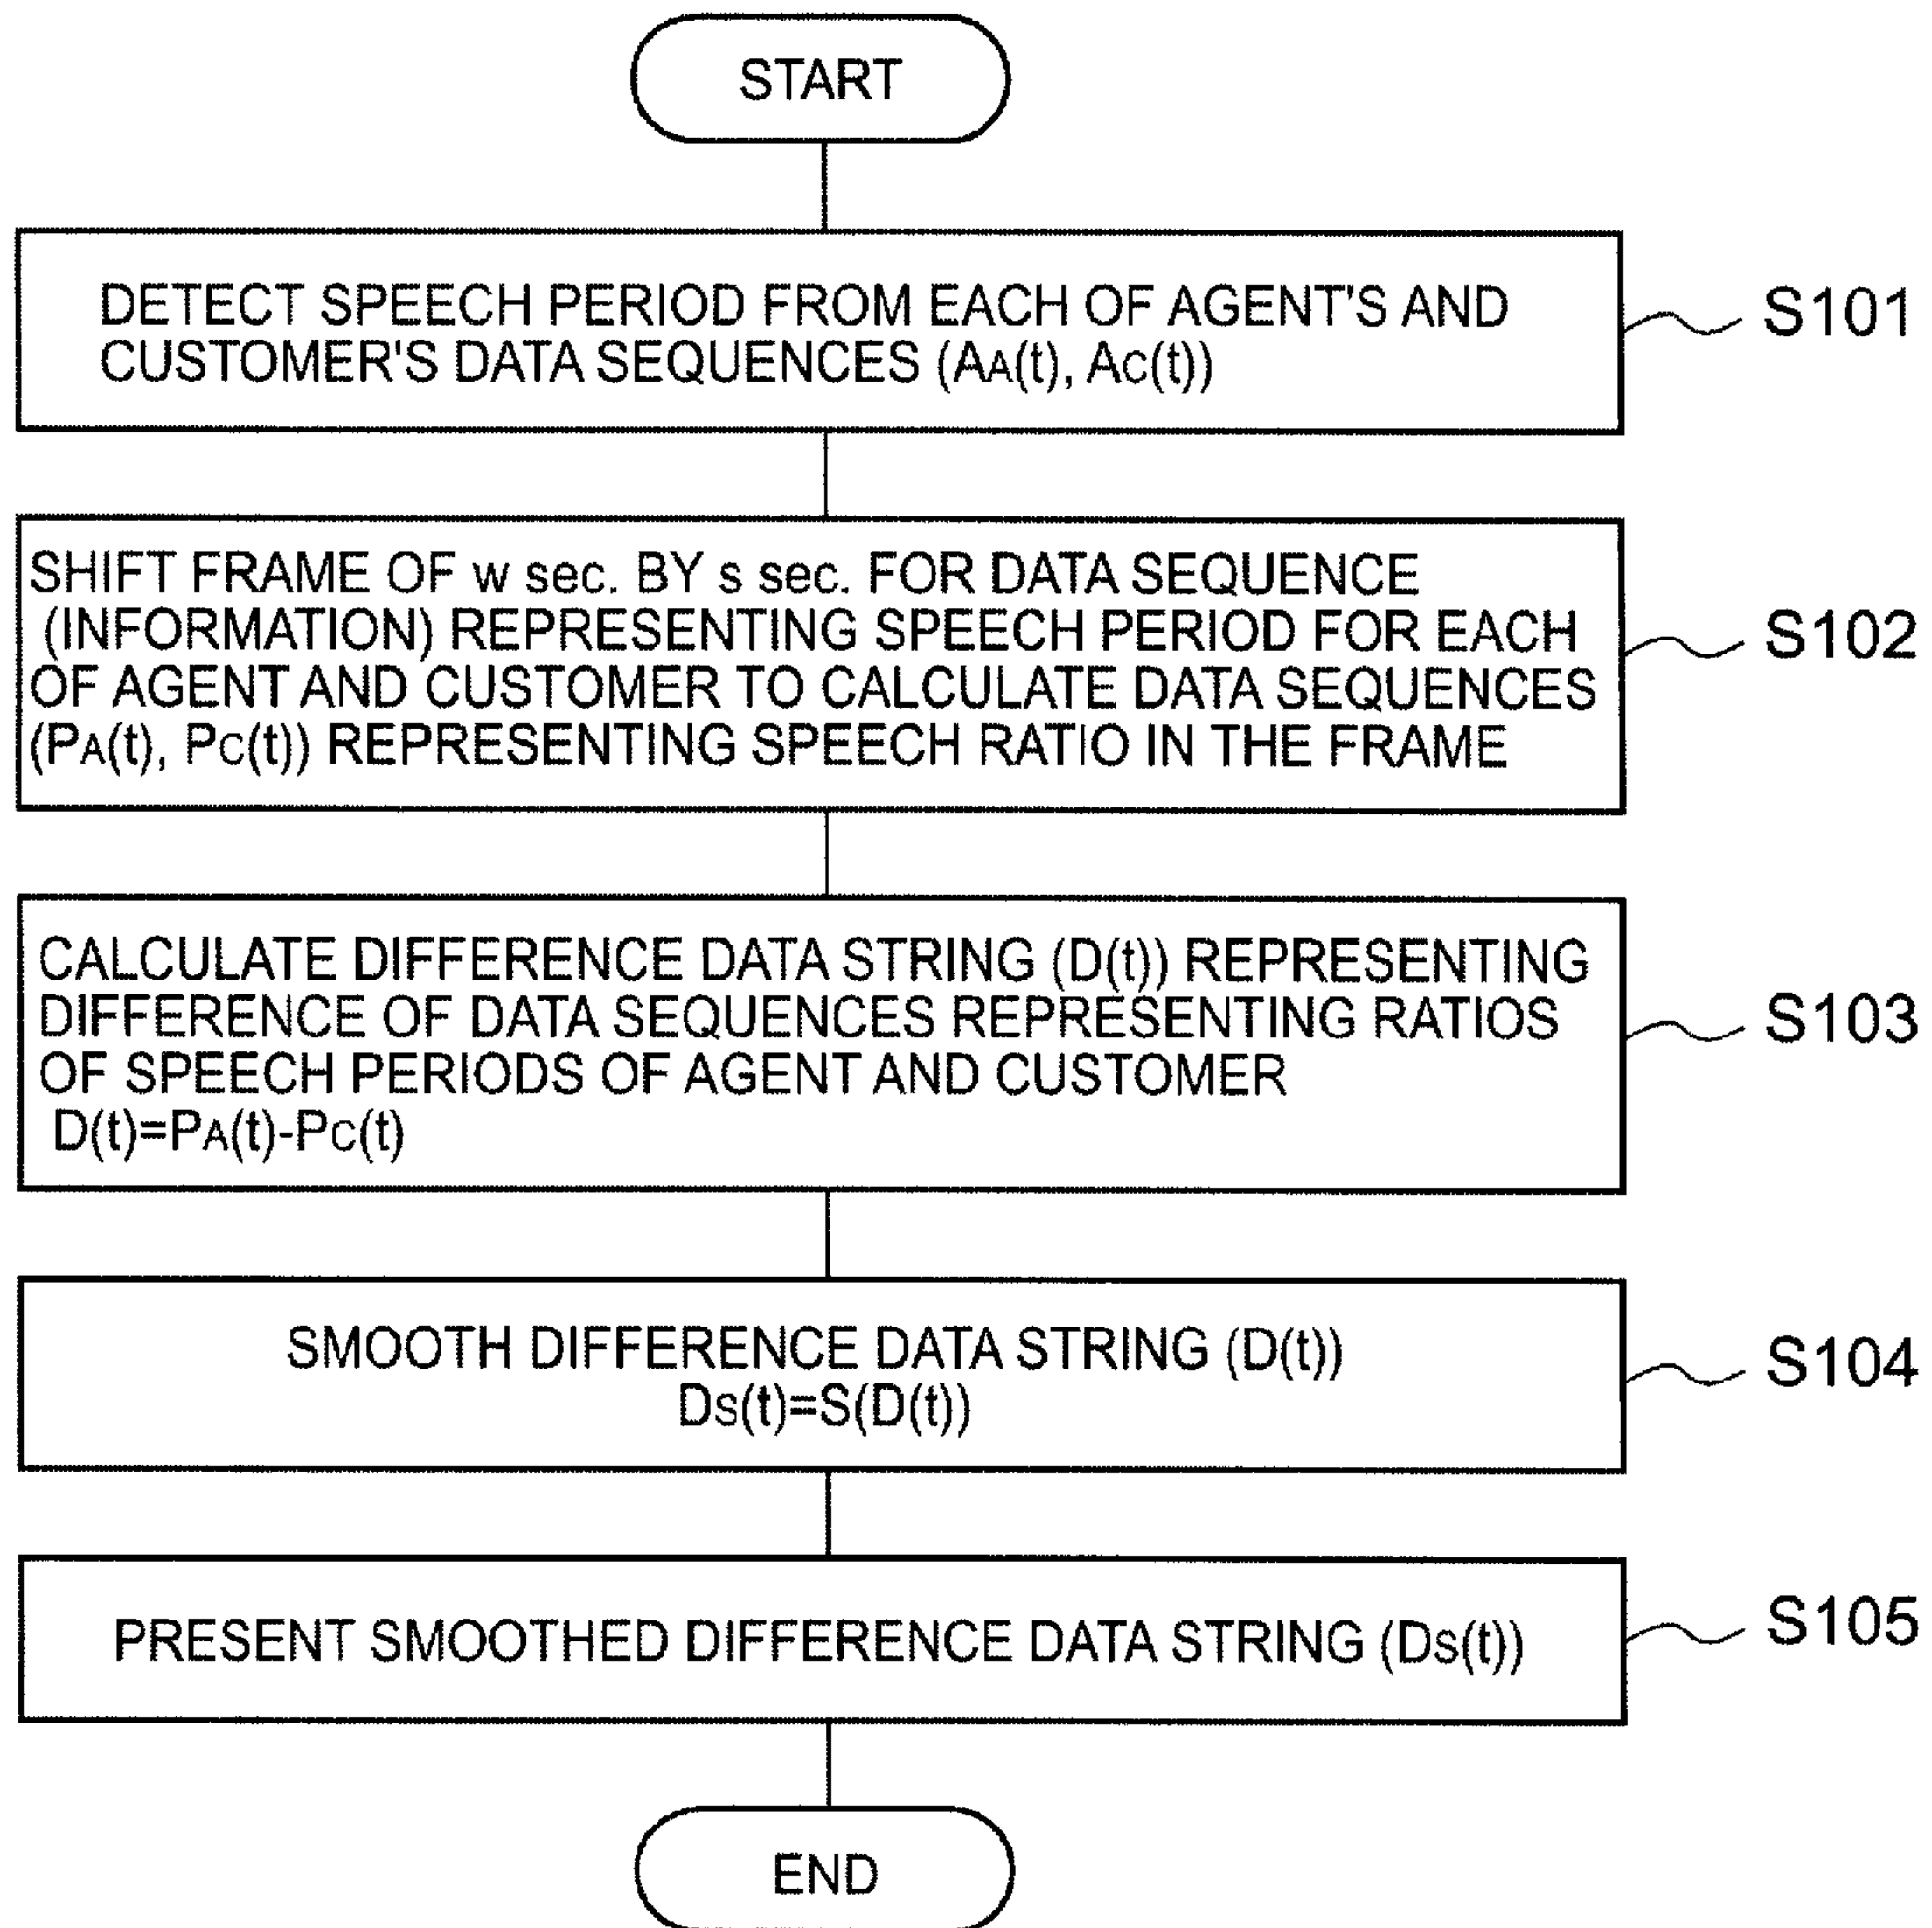 START
DETECT SPEECH PERIOD FROM EACH OF AGENT'S AND
CUSTOMER'S DATA SEQUENCES (AA(t), AC(t))
S101
SHIFT FRAME OF w sec. BY s sec. FOR DATA SEQUENCE
(INFORMATION) REPRESENTING SPEECH PERIOD FOR EACH
OF AGENT AND CUSTOMER TO CALCULATE DATA SEQUENCES
(PA(t), PC(t)) REPRESENTING SPEECH RATIO IN THE FRAME
S102
CALCULATE DIFFERENCE DATA STRING (D(t)) REPRESENTING
DIFFERENCE OF DATA SEQUENCES REPRESENTING RATIOS
OF SPEECH PERIODS OF AGENT AND CUSTOMER
D(t)=PA(t)-PC(t)
S103
SMOOTH DIFFERENCE DATA STRING (D(t))
DS(t)=S(D(t))
S104
PRESENT SMOOTHED DIFFERENCE DATA STRING (DS(t))
S105
END